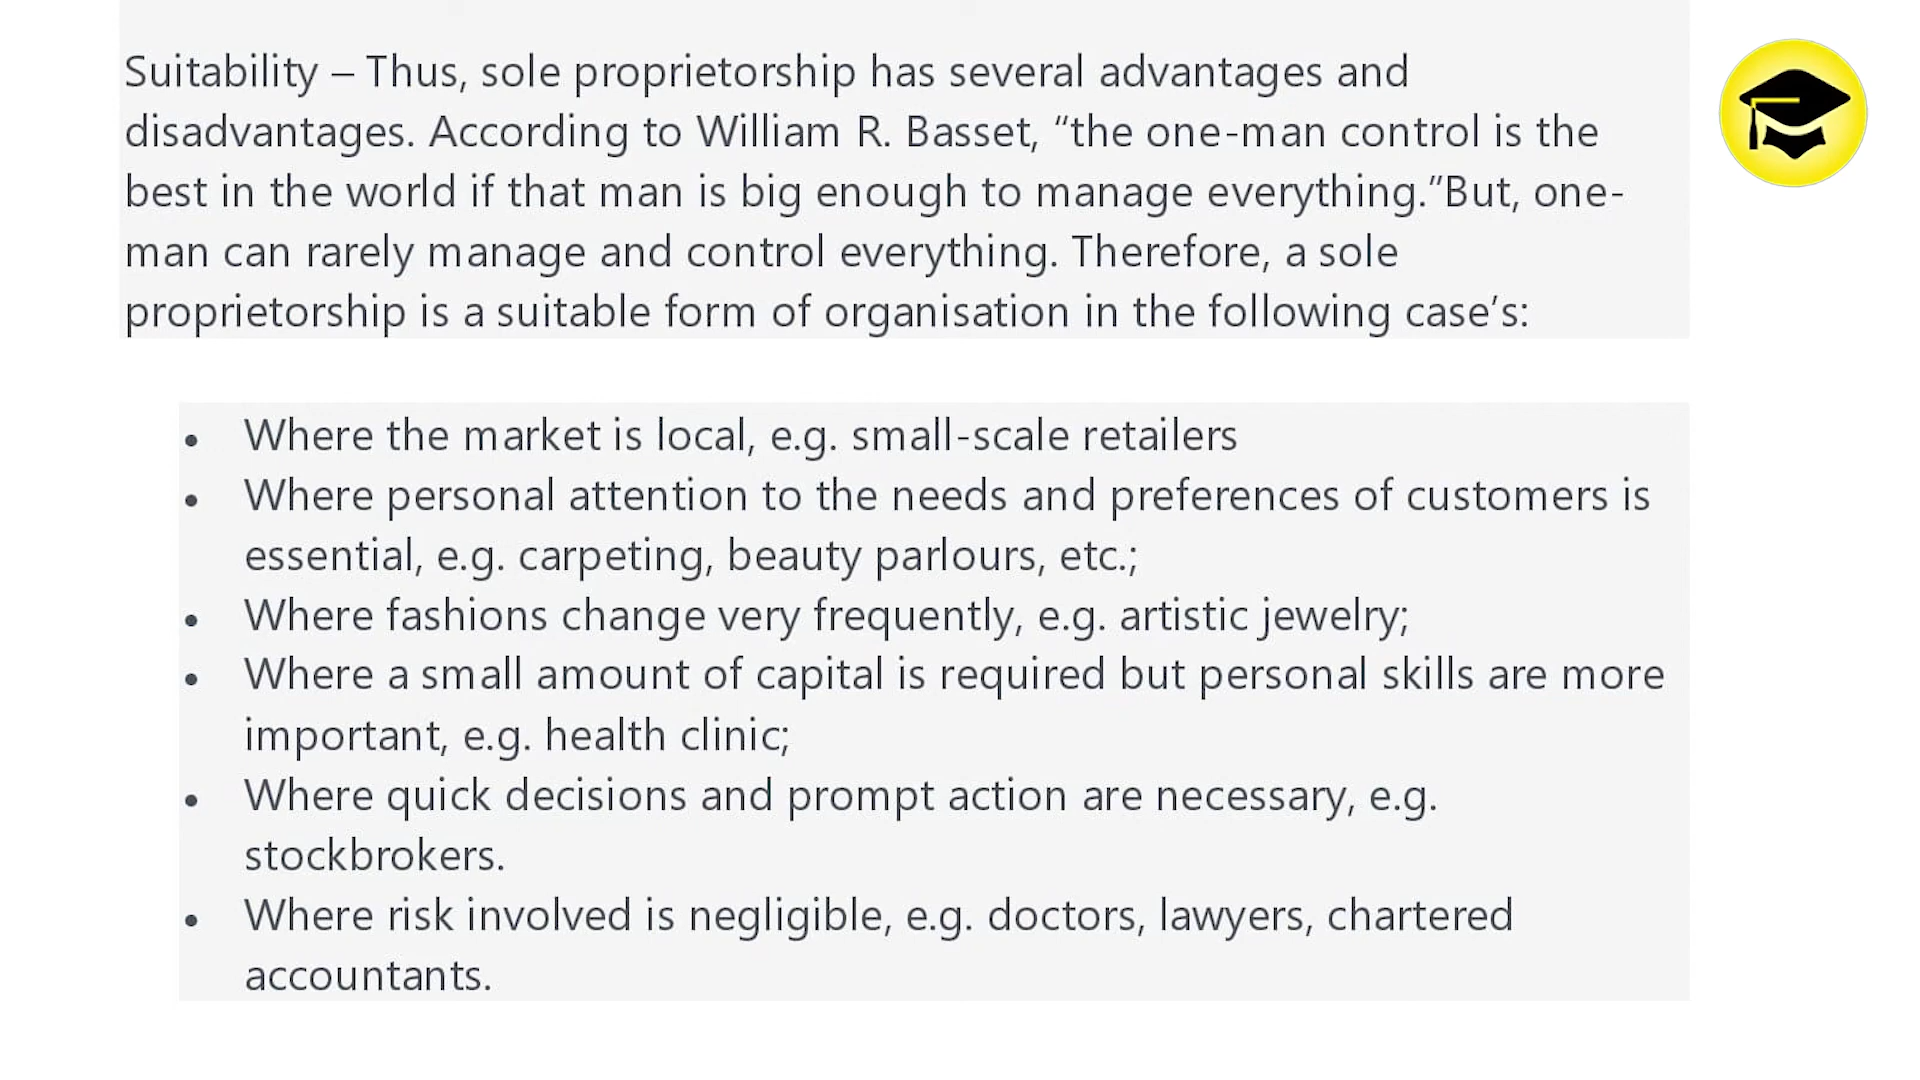 Suitability – Thus, sole proprietorship has several advantages and
disadvantages. According to William R. Basset, “the one-man control is the
best in the world if that man is big enough to manage everything.”But, one-
man can rarely manage and control everything. Therefore, a sole
proprietorship is a suitable form of organisation in the following case’s:
• Where the market is local, e.g. small-scale retailers
• Where personal attention to the needs and preferences of customers is
essential, e.g. carpeting, beauty parlours, etc.;
• Where fashions change very frequently, e.g. artistic jewelry;
• Where a small amount of capital is required but personal skills are more
important, e.g. health clinic;
• Where quick decisions and prompt action are necessary, e.g.
stockbrokers.
• Where risk involved is negligible, e.g. doctors, lawyers, chartered
accountants.